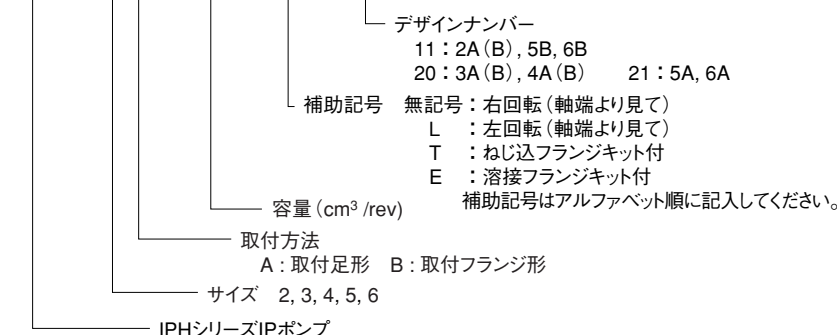 デザインナンバー
11：2A（B）, 5B, 6B
20：3A（B）, 4A（B） 21：5A, 6A
補助記号 無記号：右回転（軸端より見て）
L ：左回転（軸端より見て）
T ：ねじ込フランジキット付
E ：溶接フランジキット付
補助記号はアルファベット順に記入してください。
容量（cm³ /rev)
取付方法
A：取付足形 B：取付フランジ形
サイズ 2, 3, 4, 5, 6
IPHシリーズIPポンプ